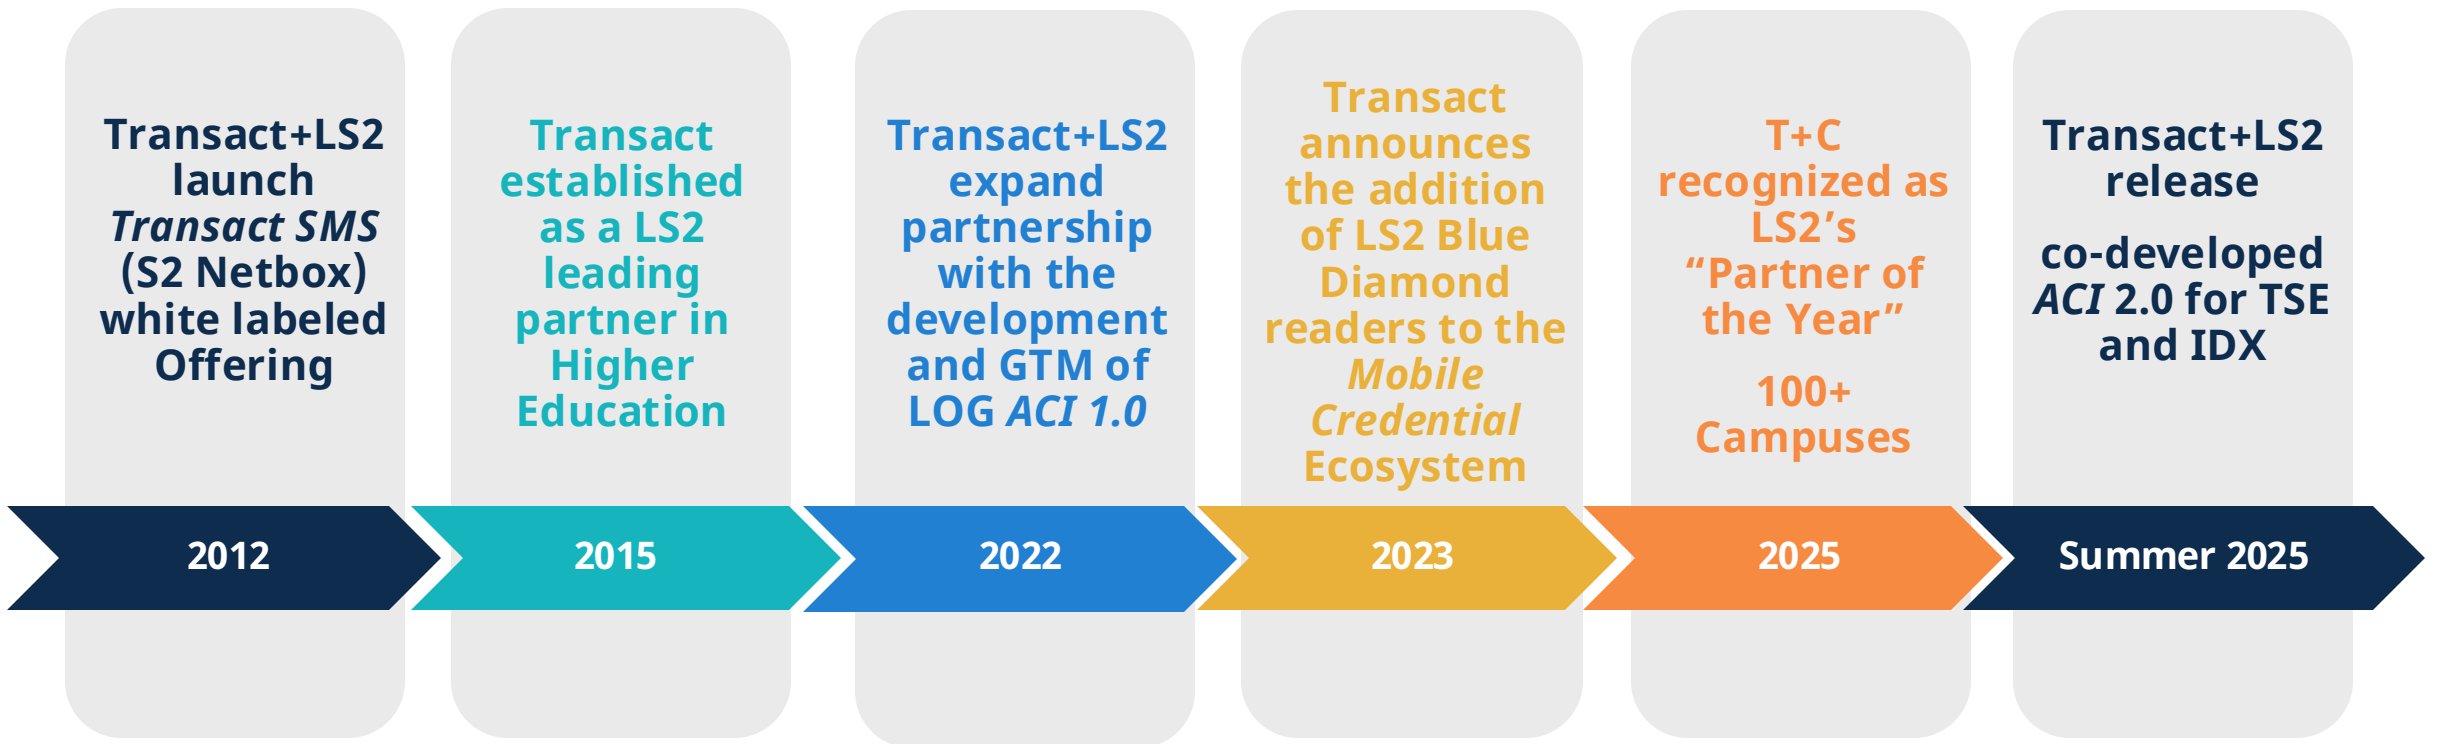 Transact+LS2
launch
Transact SMS
(S2 Netbox)
white labeled
Offering
2012
Transact
established
as a LS2
leading
partner in
Higher
Education
2015
Transact+LS2
expand
partnership
with the
development
and GTM of
LOG ACI 1.0
2022
Transact
announces
the addition
of LS2 Blue
Diamond
readers to the
Mobile
Credential
Ecosystem
2023
T+C
recognized as
LS2’s
“Partner of
the Year”
100+
Campuses
2025
Transact+LS2
release
co-developed
ACI 2.0 for TSE
and IDX
Summer 2025